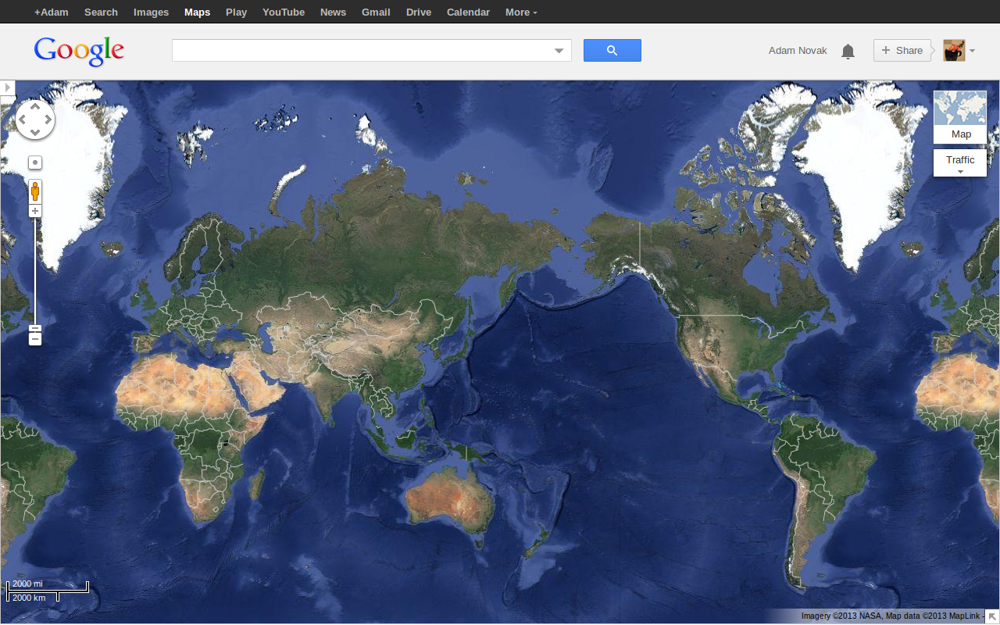 +Adam Search Images Maps Play YouTube News Gmail Drive Calendar More
Google
Adam Novak
+ Share
Map
Traffic
2000 mi
2000 km
Imagery ©2013 NASA, Map data ©2013 MapLink -